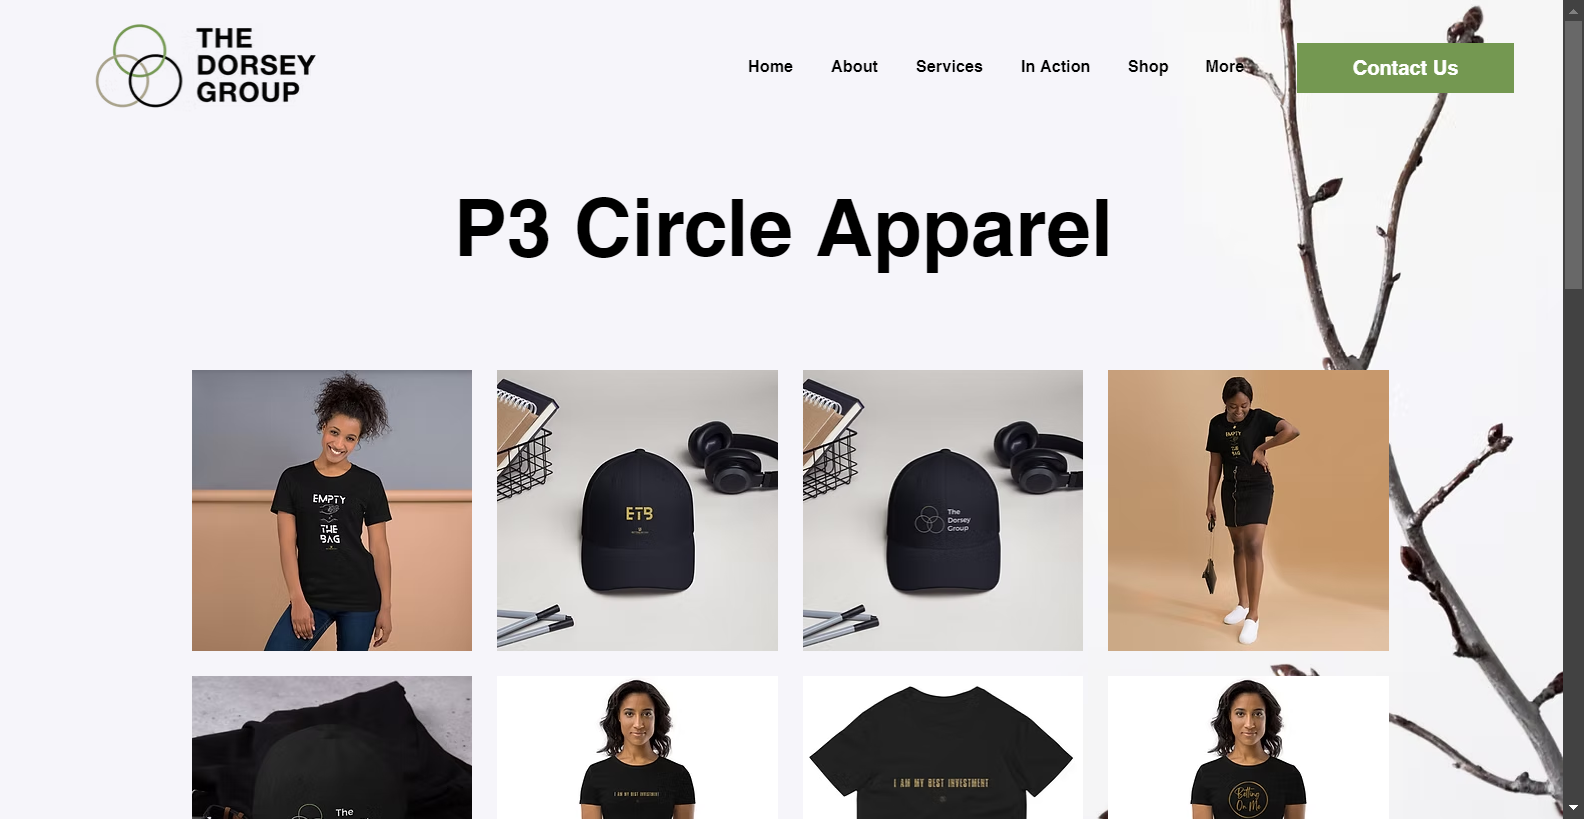 THE
DORSEY
GROUP
Home
About
Services
In Action
Shop
More
Contact Us
P3 Circle Apparel
EMPTY
THE
BAG
ETB
The
Dorsey
Group
EMPTY
THE
BAG
The
I AM MY BEST INVESTMENT
I AM MY BEST INVESTMENT
Betting
On Me